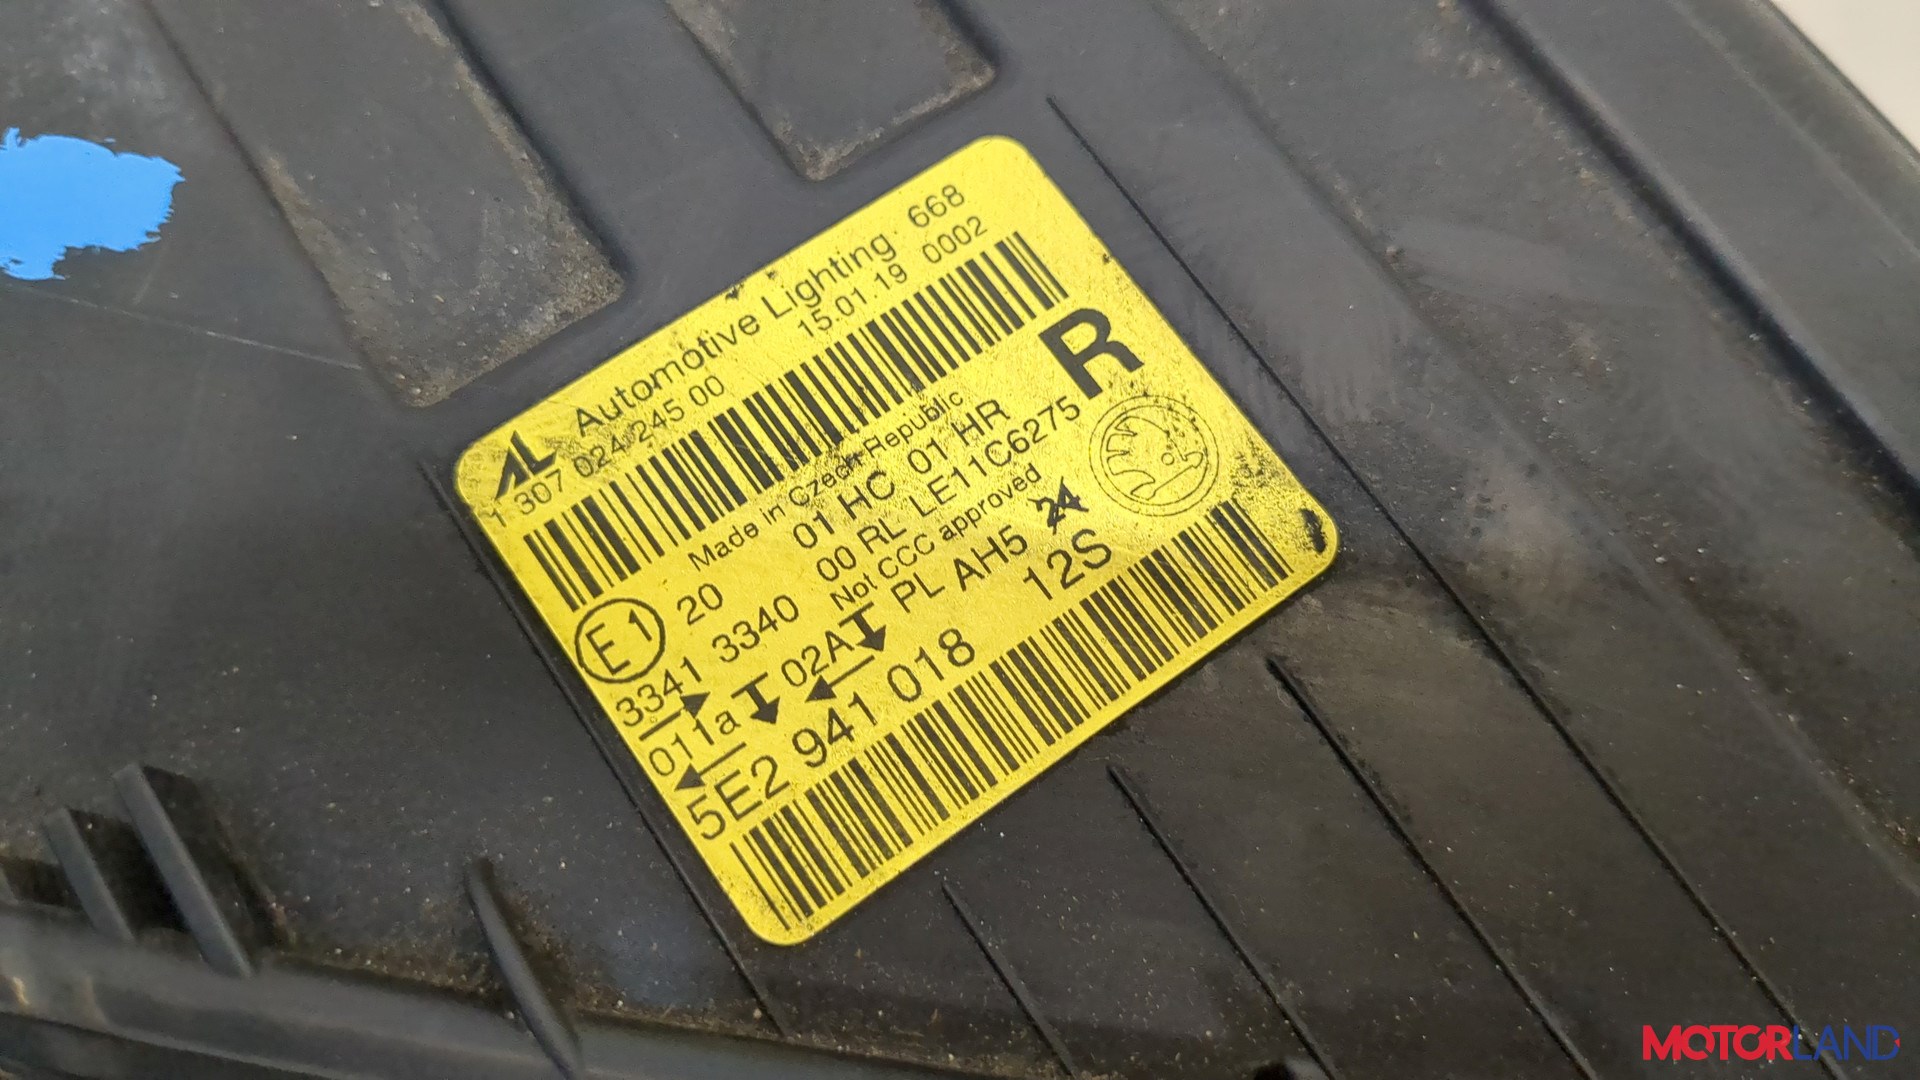 AL Automotive Lighting 668
1 307 024 245 00 15.01.19 0002
Made in Czech Republic
R
E1 20 01 HC 01 HR
3341 3340 00 RL LE11C6275
Not CCC approved
011a 02A PL AH5 24
12S
5E2 941 018
MOTORLAND